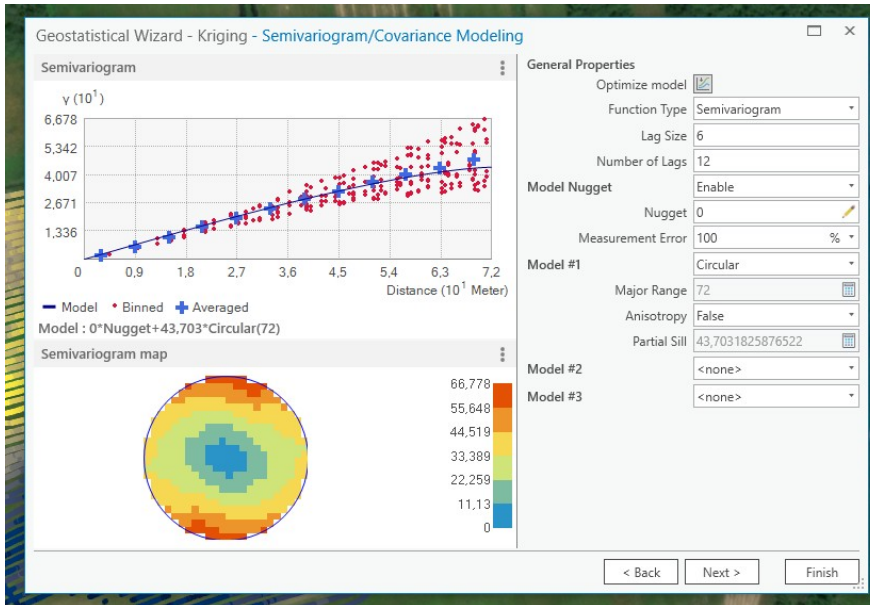 Geostatistical Wizard - Kriging - Semivariogram/Covariance Modeling
Semivariogram
γ (10¹)
6,678
5,342
4,007
2,671
1,336
0 0,9 1,8 2,7 3,6 4,5 5,4 6,3 7,2
Distance (10¹ Meter)
Model Binned Averaged
Model : 0*Nugget+43,703*Circular(72)
Semivariogram map
66,778
55,648
44,519
33,389
22,259
11,13
0
General Properties
Optimize model
Function Type Semivariogram
Lag Size 6
Number of Lags 12
Model Nugget Enable
Nugget 0
Measurement Error 100 %
Model #1 Circular
Major Range 72
Anisotropy False
Partial Sill 43,7031825876522
Model #2 <none>
Model #3 <none>
< Back Next > Finish